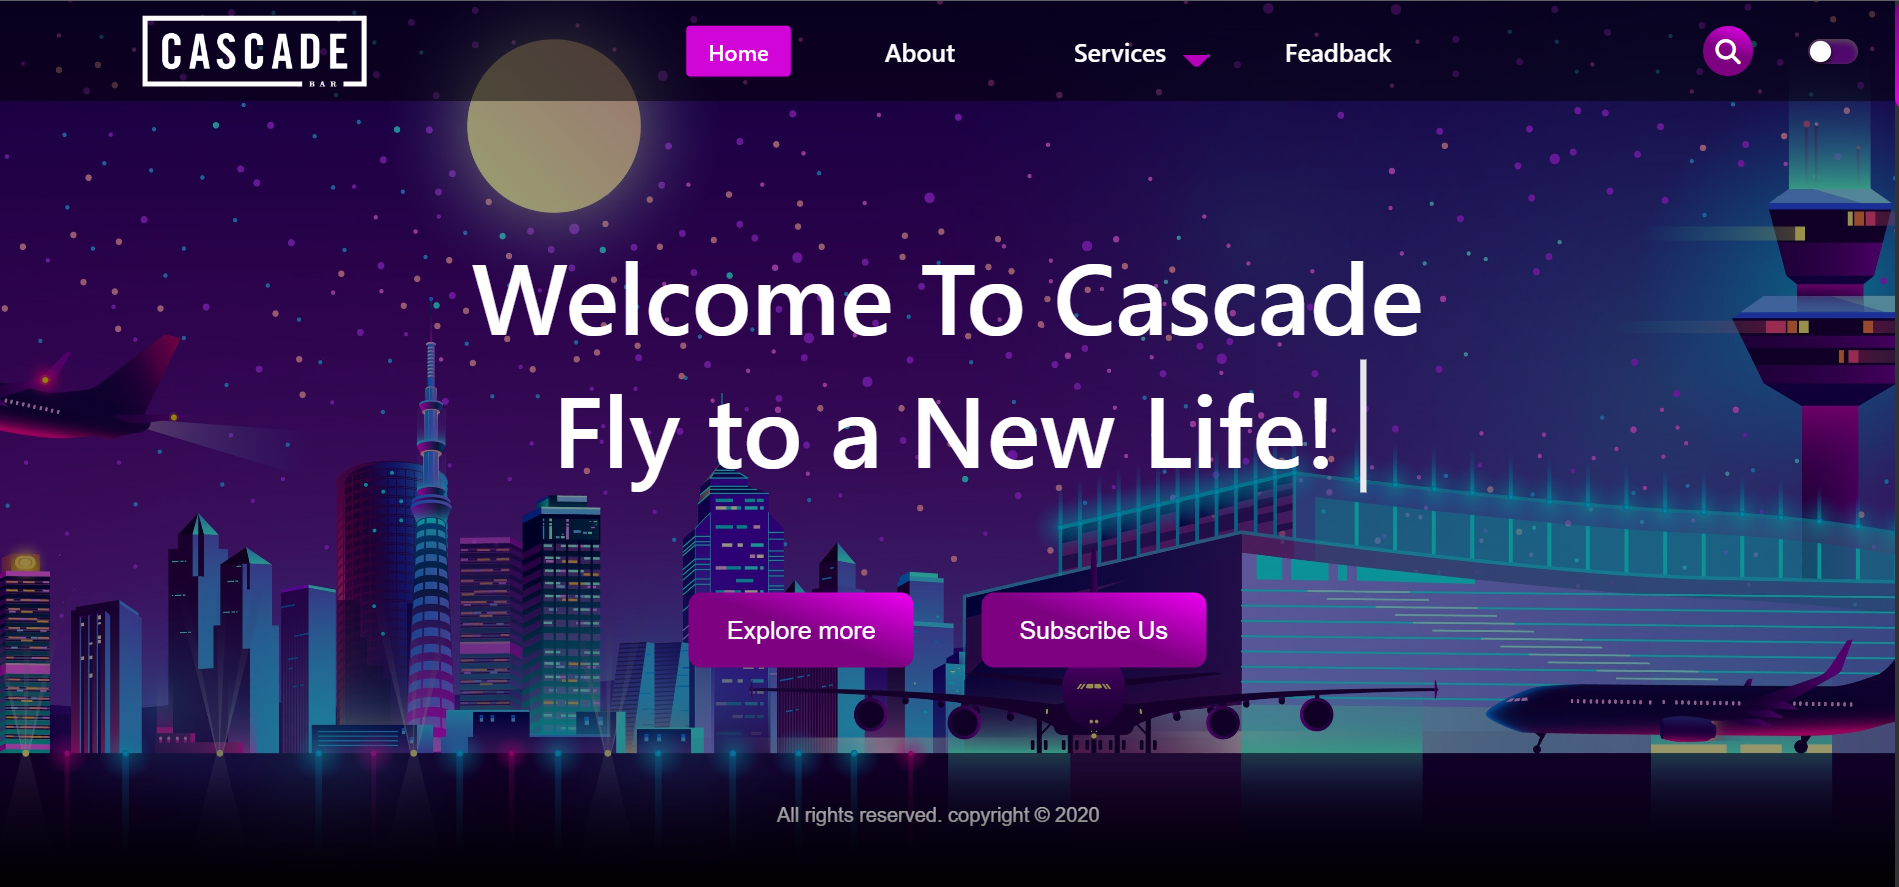 CASCADE
BAR
Home
About
Services
Feadback
Welcome To Cascade
Fly to a New Life!
Explore more
Subscribe Us
All rights reserved. copyright © 2020